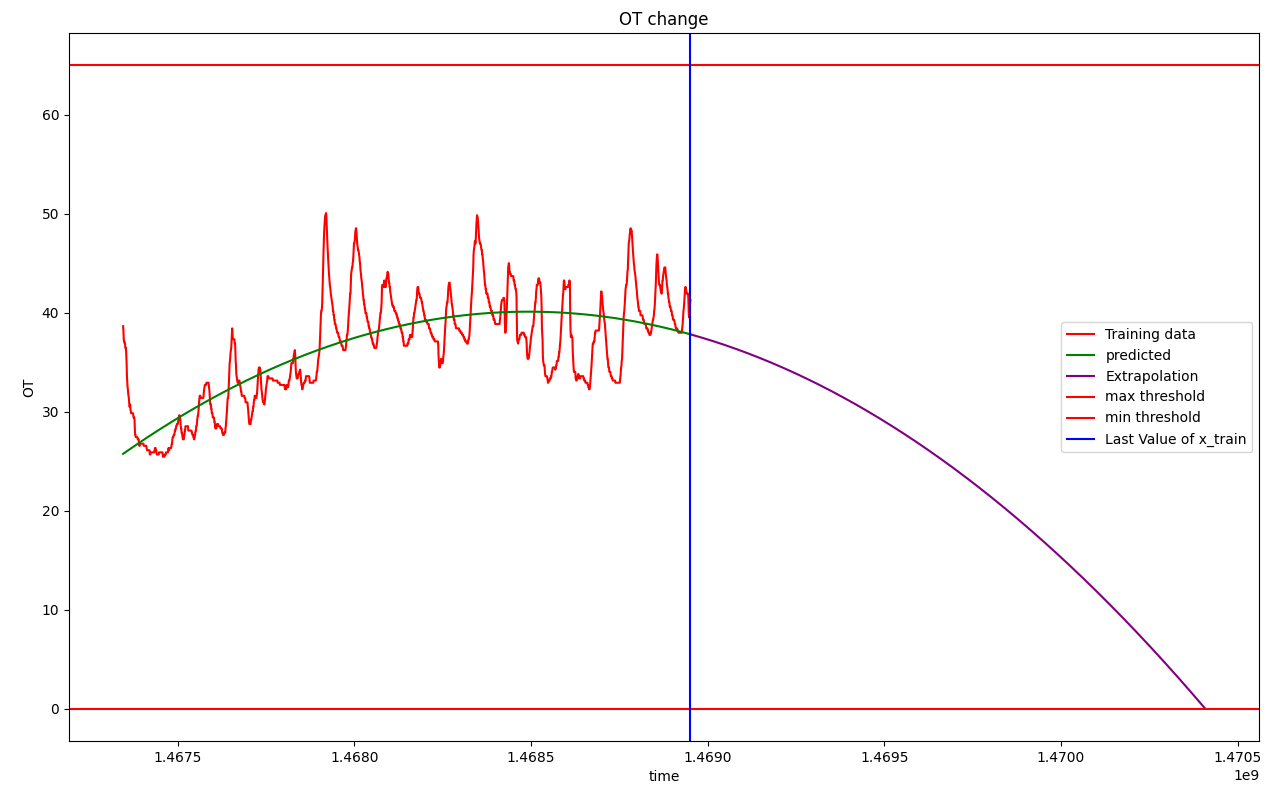 OT change
OT
60
50
40
30
20
10
0
Training data
predicted
Extrapolation
max threshold
min threshold
Last Value of x_train
1.4675 1.4680 1.4685 1.4690 1.4695 1.4700 1.4705
time
1e9